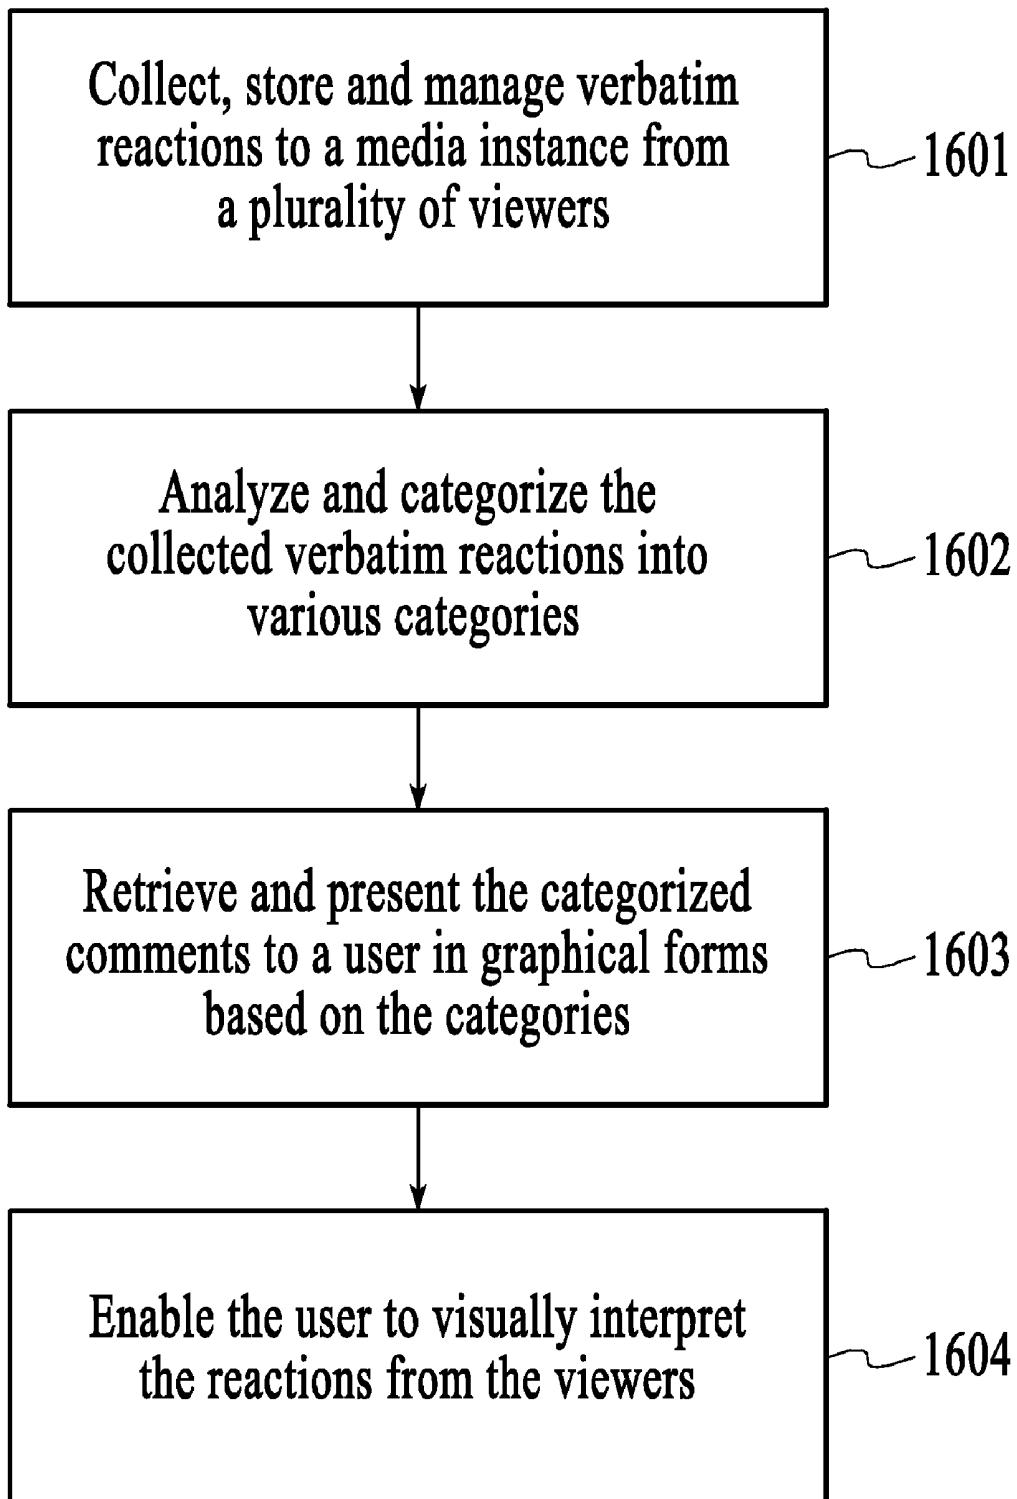 Collect, store and manage verbatim
reactions to a media instance from
a plurality of viewers
1601
Analyze and categorize the
collected verbatim reactions into
various categories
1602
Retrieve and present the categorized
comments to a user in graphical forms
based on the categories
1603
Enable the user to visually interpret
the reactions from the viewers
1604